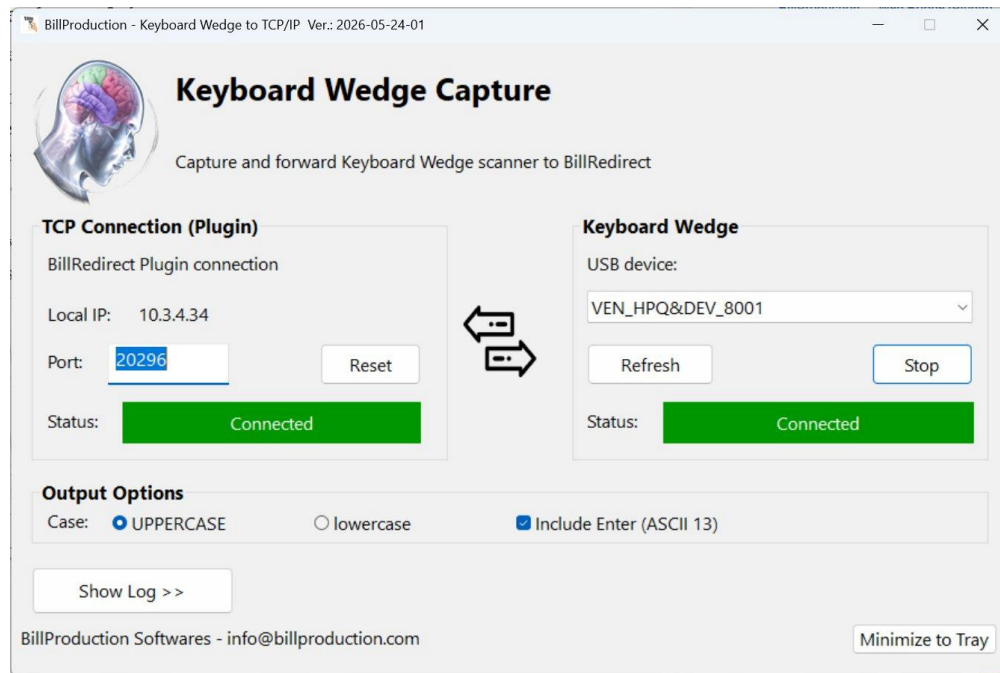 BillProduction - Keyboard Wedge to TCP/IP Ver.: 2026-05-24-01
Keyboard Wedge Capture
Capture and forward Keyboard Wedge scanner to BillRedirect
TCP Connection (Plugin)
BillRedirect Plugin connection
Local IP: 10.3.4.34
Port: 20296 Reset
Status: Connected
Keyboard Wedge
USB device:
VEN_HPQ&DEV_8001
Refresh Stop
Status: Connected
Output Options
Case: UPPERCASE lowercase Include Enter (ASCII 13)
Show Log >>
BillProduction Softwares - info@billproduction.com
Minimize to Tray